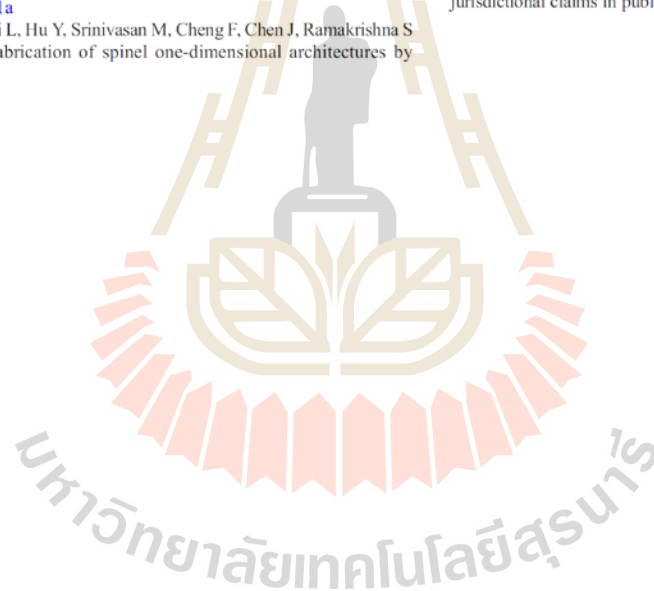 la
i L, Hu Y, Srinivasan M, Cheng F, Chen J, Ramakrishna S
abrication of spinel one-dimensional architectures by
jurisdictional claims in publ
มหาวิทยาลัยเทคโนโลยีสุรนารี